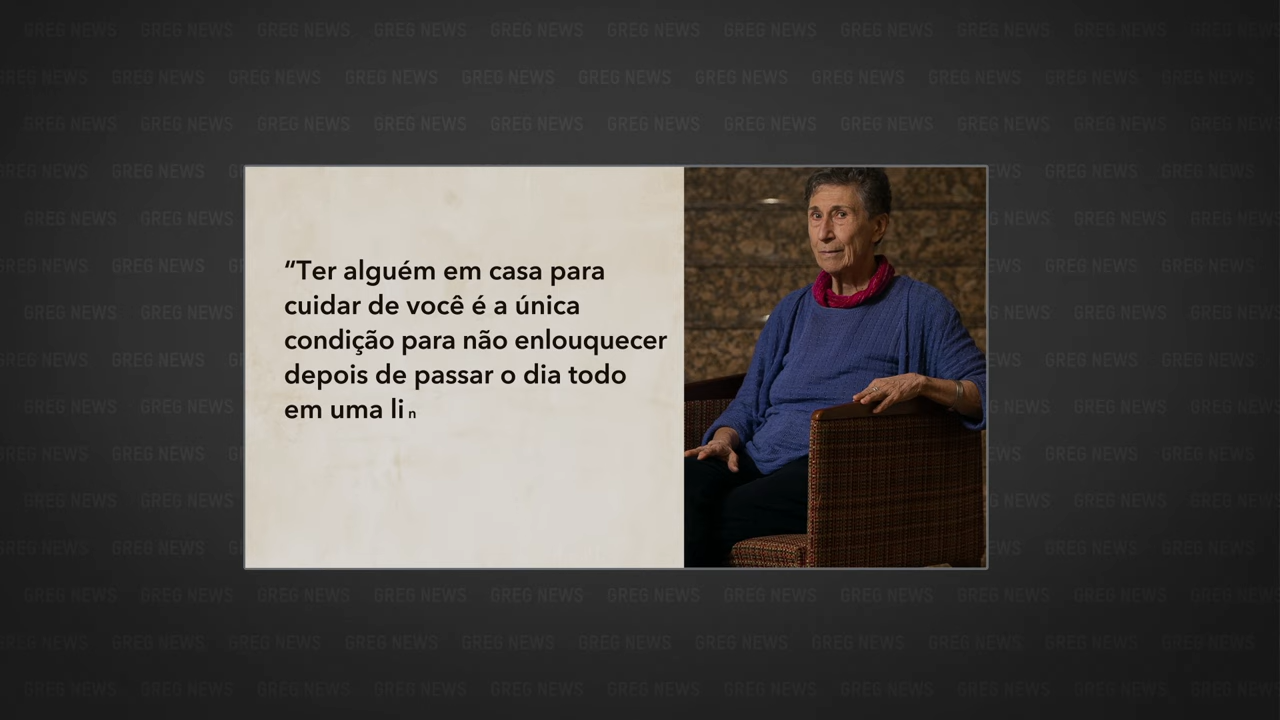 GREG NEWS
“Ter alguém em casa para
cuidar de você é a única
condição para não enlouquecer
depois de passar o dia todo
em uma lin